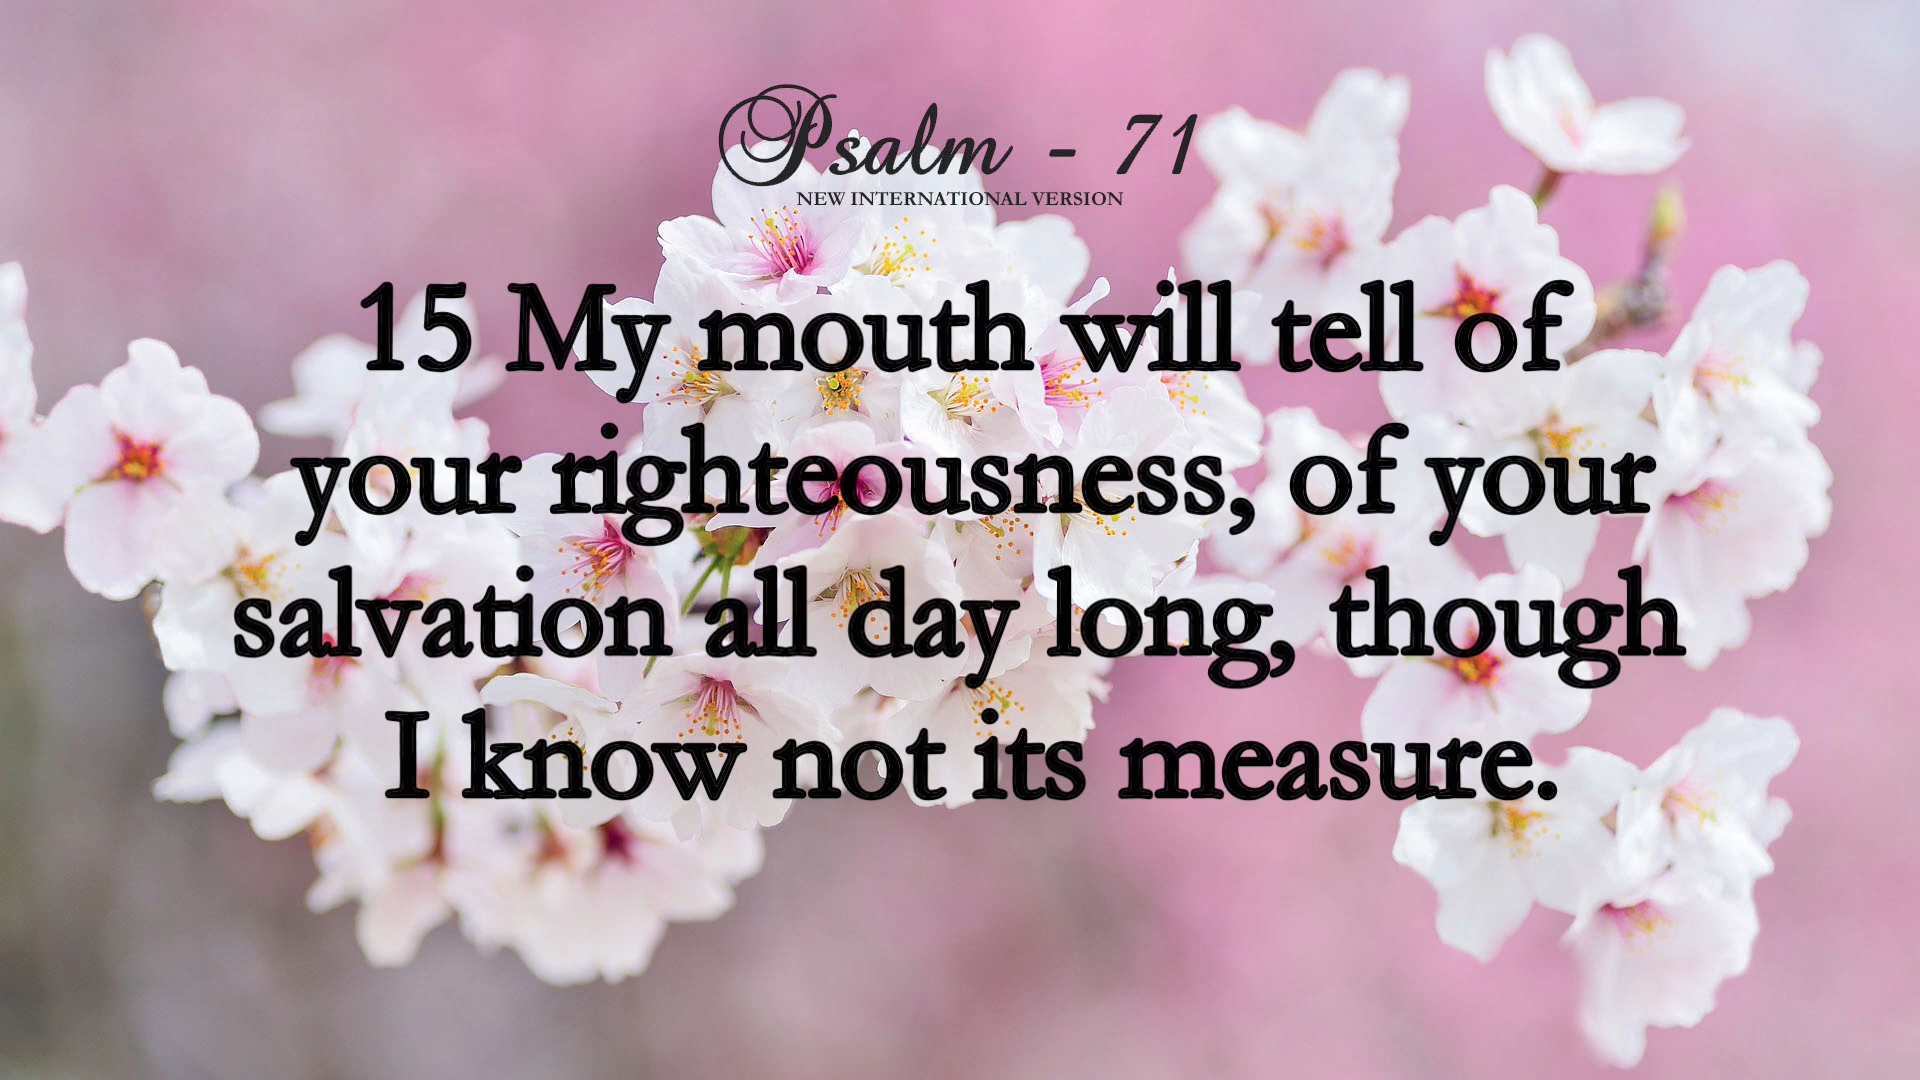 Psalm - 71
NEW INTERNATIONAL VERSION
15 My mouth will tell of
your righteousness, of your
salvation all day long, though
I know not its measure.